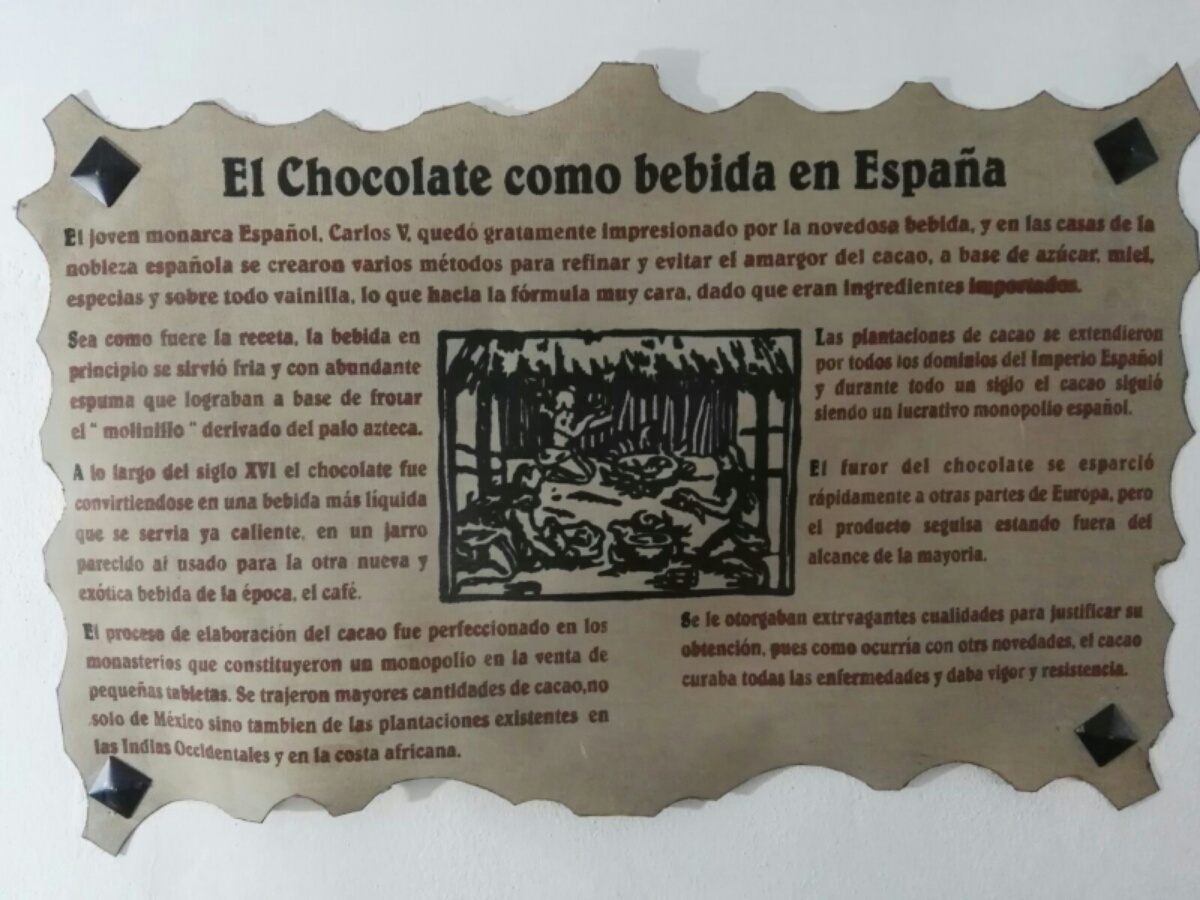 El Chocolate como bebida en España
El joven monarca Español, Carlos V, quedó gratamente impresionado por la novedosa bebida, y en las casas de la
nobleza española se crearon varios métodos para refinar y evitar el amargor del cacao, a base de azúcar, miel,
especias y sobre todo vainilla, lo que hacia la fórmula muy cara, dado que eran ingredientes importados.
Sea como fuere la receta, la bebida en
principio se sirvió fria y con abundante
espuma que lograban a base de frotar
el " molinillo " derivado del palo azteca.
A lo largo del siglo XVI el chocolate fue
convirtiendose en una bebida más líquida
que se servia ya caliente, en un jarro
parecido al usado para la otra nueva y
exótica bebida de la época, el café.
El proceso de elaboración del cacao fue perfeccionado en los
monasterios que constituyeron un monopolio en la venta de
pequeñas tabletas. Se trajeron mayores cantidades de cacao,no
solo de México sino tambien de las plantaciones existentes en
las Indias Occidentales y en la costa africana.
Las plantaciones de cacao se extendieron
por todos los dominios del Imperio Español
y durante todo un siglo el cacao siguió
siendo un lucrativo monopolio español.
El furor del chocolate se esparció
rápidamente a otras partes de Europa, pero
el producto seguisa estando fuera del
alcance de la mayoria.
Se le otorgaban extrvagantes cualidades para justificar su
obtención, pues como ocurría con otrs novedades, el cacao
curaba todas las enfermedades y daba vigor y resistencia.